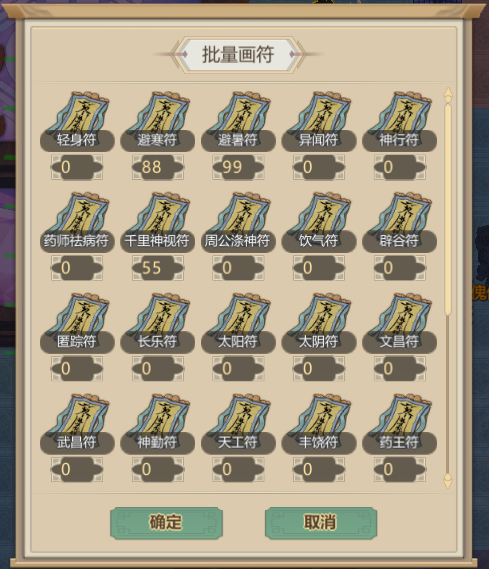 批量画符
轻身符 避寒符 避暑符 异闻符 神行符
0 88 99 0 0
药师祛病符 千里神视符 周公涤神符 饮气符 辟谷符
0 55 0 0 0
匿踪符 长乐符 太阳符 太阴符 文昌符
0 0 0 0 0
武昌符 神勤符 天工符 丰饶符 药王符
0 0 0 0 0
确定 取消